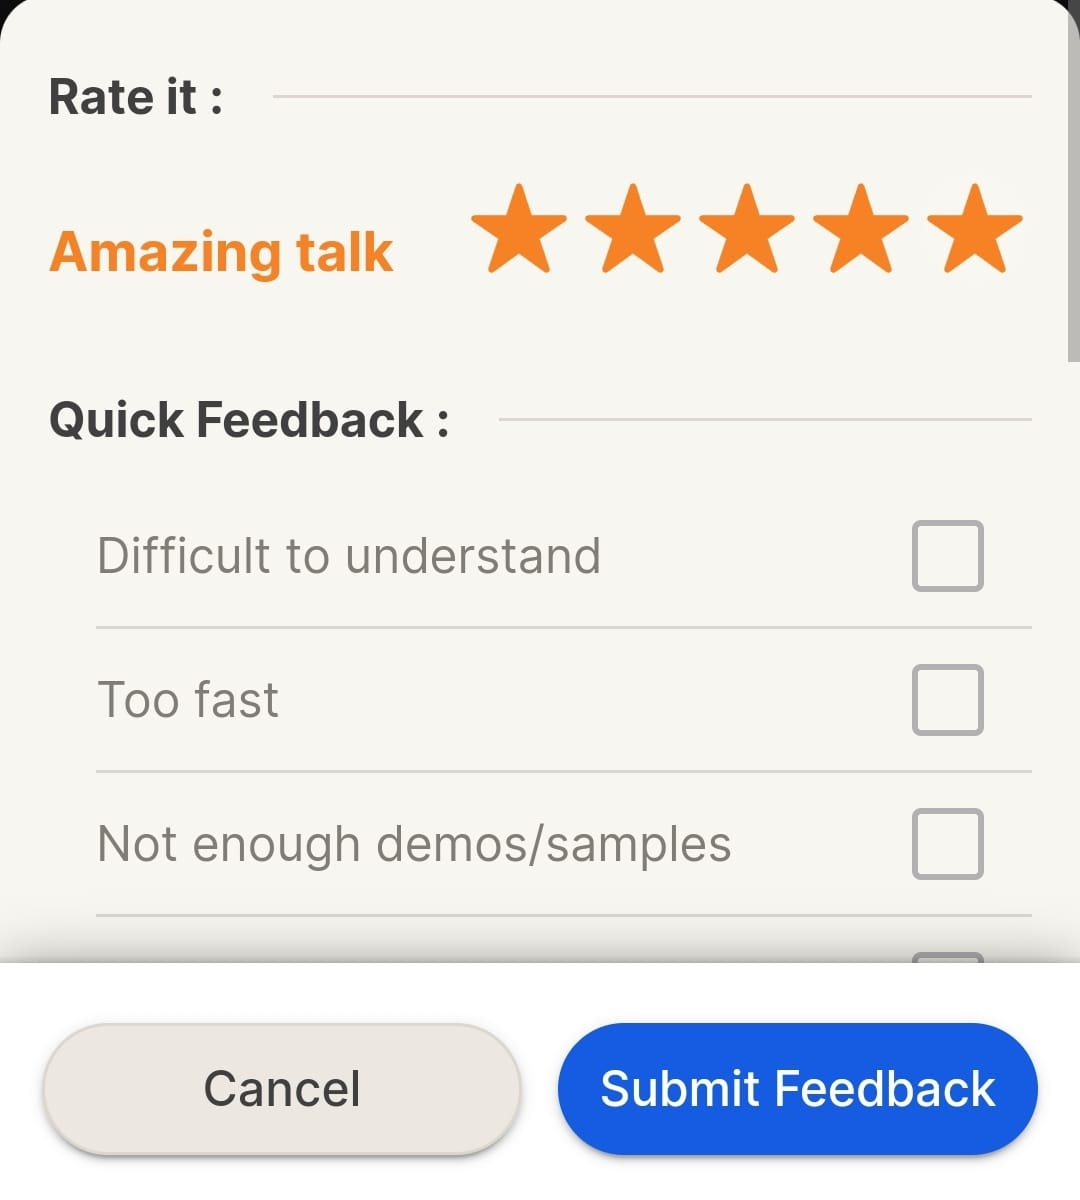 Rate it :
Amazing talk
Quick Feedback :
Difficult to understand
Too fast
Not enough demos/samples
Cancel
Submit Feedback